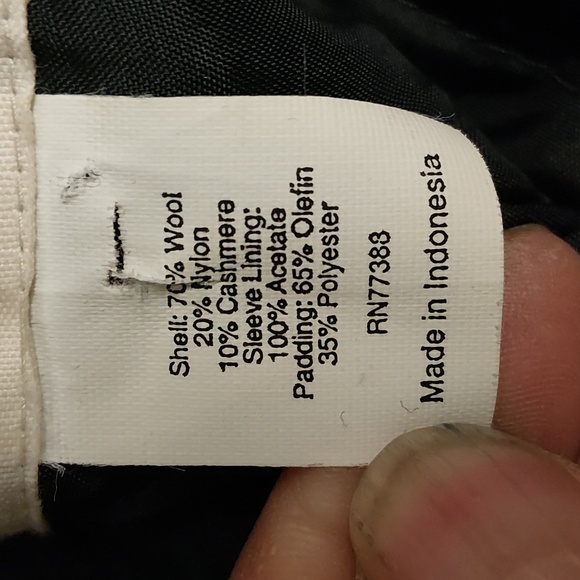 Shell: 70% Wool
20% Nylon
10% Cashmere
Sleeve Lining:
100% Acetate
Padding: 65% Olefin
35% Polyester
RN77388
Made in Indonesia